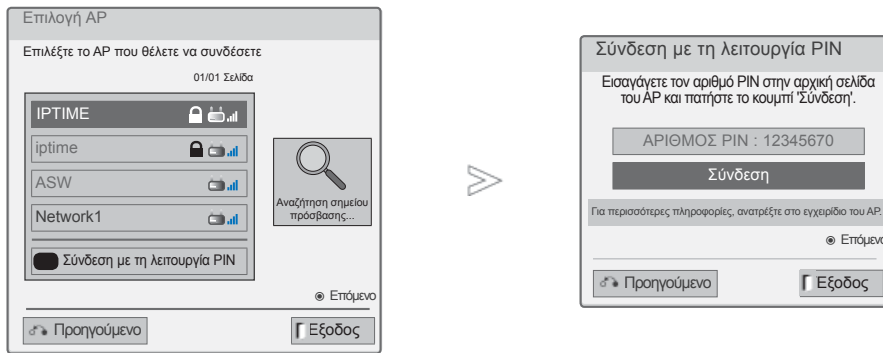 Επιλογή AP
Επιλέξτε το AP που θέλετε να συνδέσετε
01/01 Σελίδα
IPTIME
iptime
ASW
Network1
Σύνδεση με τη λειτουργία PIN
Αναζήτηση σημείου
πρόσβασης...
Επόμενο
Προηγούμενο
Έξοδος
Σύνδεση με τη λειτουργία PIN
Εισαγάγετε τον αριθμό PIN στην αρχική σελίδα
του AP και πατήστε το κουμπί 'Σύνδεση'.
ΑΡΙΘΜΟΣ PIN : 12345670
Σύνδεση
Για περισσότερες πληροφορίες, ανατρέξτε στο εγχειρίδιο του AP.
Επόμενο
Προηγούμενο
Έξοδος